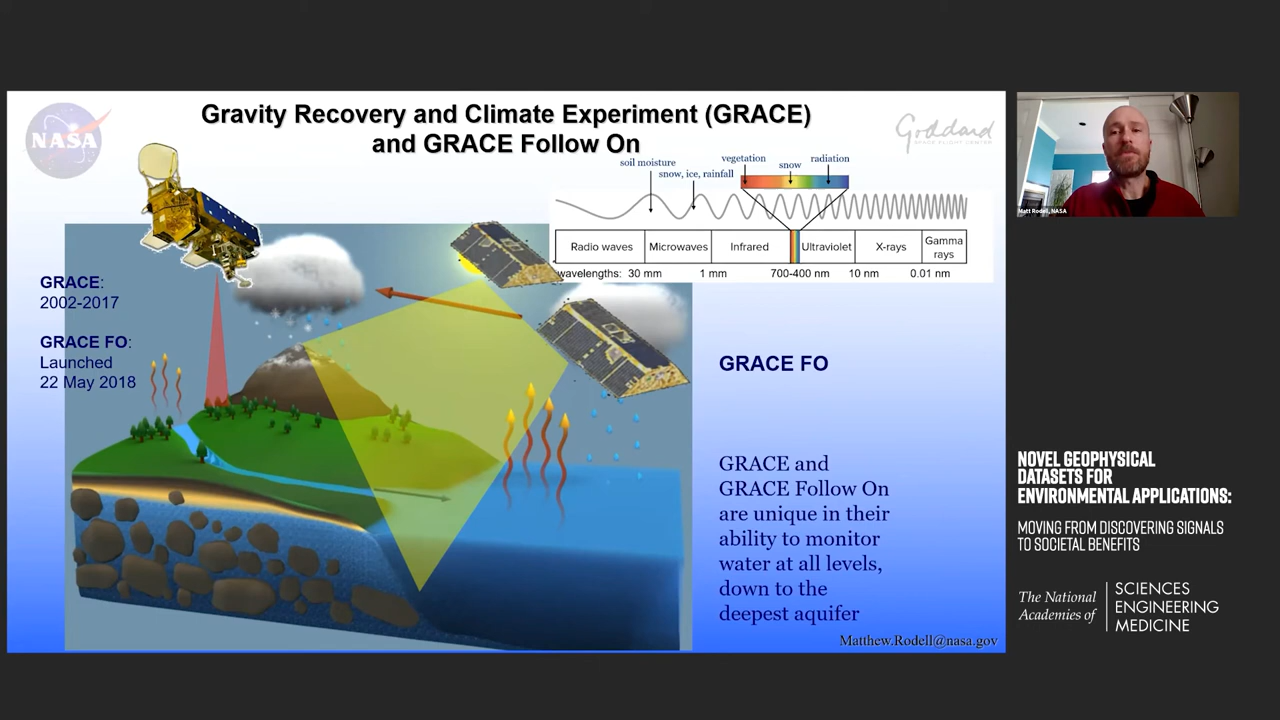 Gravity Recovery and Climate Experiment (GRACE)
and GRACE Follow On
NASA
Goddard
SPACE FLIGHT CENTER
soil moisture
snow, ice, rainfall
vegetation
snow
radiation
Radio waves
Microwaves
Infrared
Ultraviolet
X-rays
Gamma
rays
wavelengths: 30 mm 1 mm 700-400 nm 10 nm 0.01 nm
GRACE:
2002-2017
GRACE FO:
Launched
22 May 2018
GRACE FO
GRACE and
GRACE Follow On
are unique in their
ability to monitor
water at all levels,
down to the
deepest aquifer
Matthew.Rodell@nasa.gov
Matt Rodell, NASA
NOVEL GEOPHYSICAL
DATASETS FOR
ENVIRONMENTAL APPLICATIONS:
MOVING FROM DISCOVERING SIGNALS
TO SOCIETAL BENEFITS
The National
Academies of
SCIENCES
ENGINEERING
MEDICINE